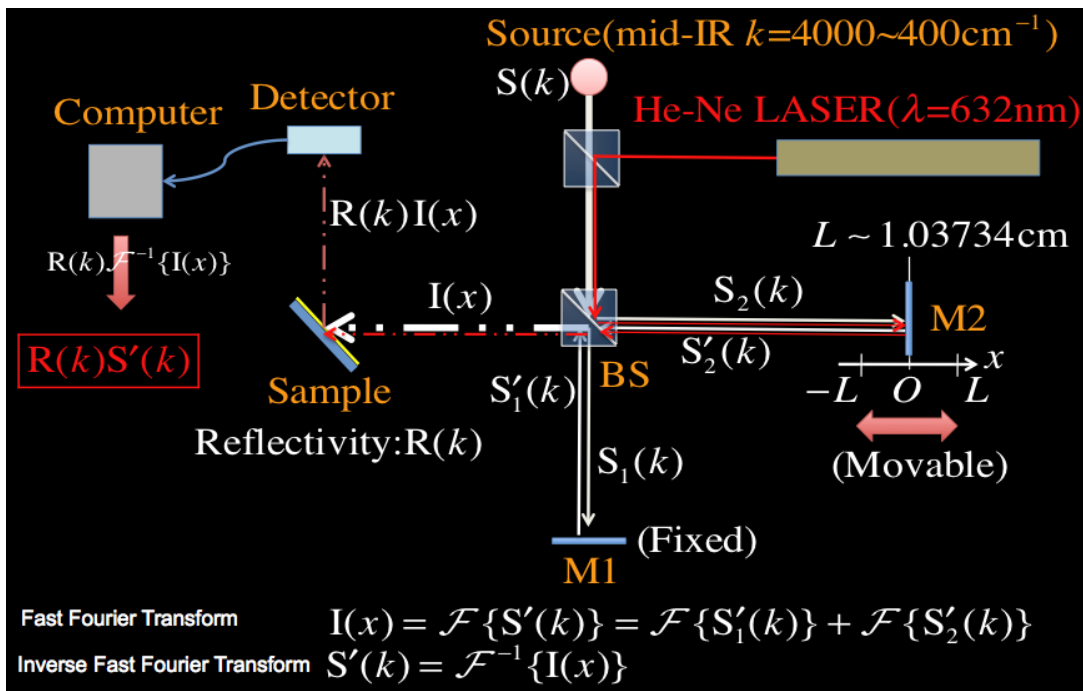 Source(mid-IR k=4000~400cm⁻¹)
S(k)
Detector
Computer
He-Ne LASER(λ=632nm)
R(k)I(x)
L ~ 1.03734cm
R(k)ℱ⁻¹{I(x)}
I(x)
S₂(k)
M2
R(k)S′(k)
S′₂(k)
x
BS
Sample
S′₁(k)
−L O L
Reflectivity:R(k)
S₁(k)
(Movable)
(Fixed)
M1
Fast Fourier Transform I(x) = ℱ{S′(k)} = ℱ{S′₁(k)} + ℱ{S′₂(k)}
Inverse Fast Fourier Transform S′(k) = ℱ⁻¹{I(x)}